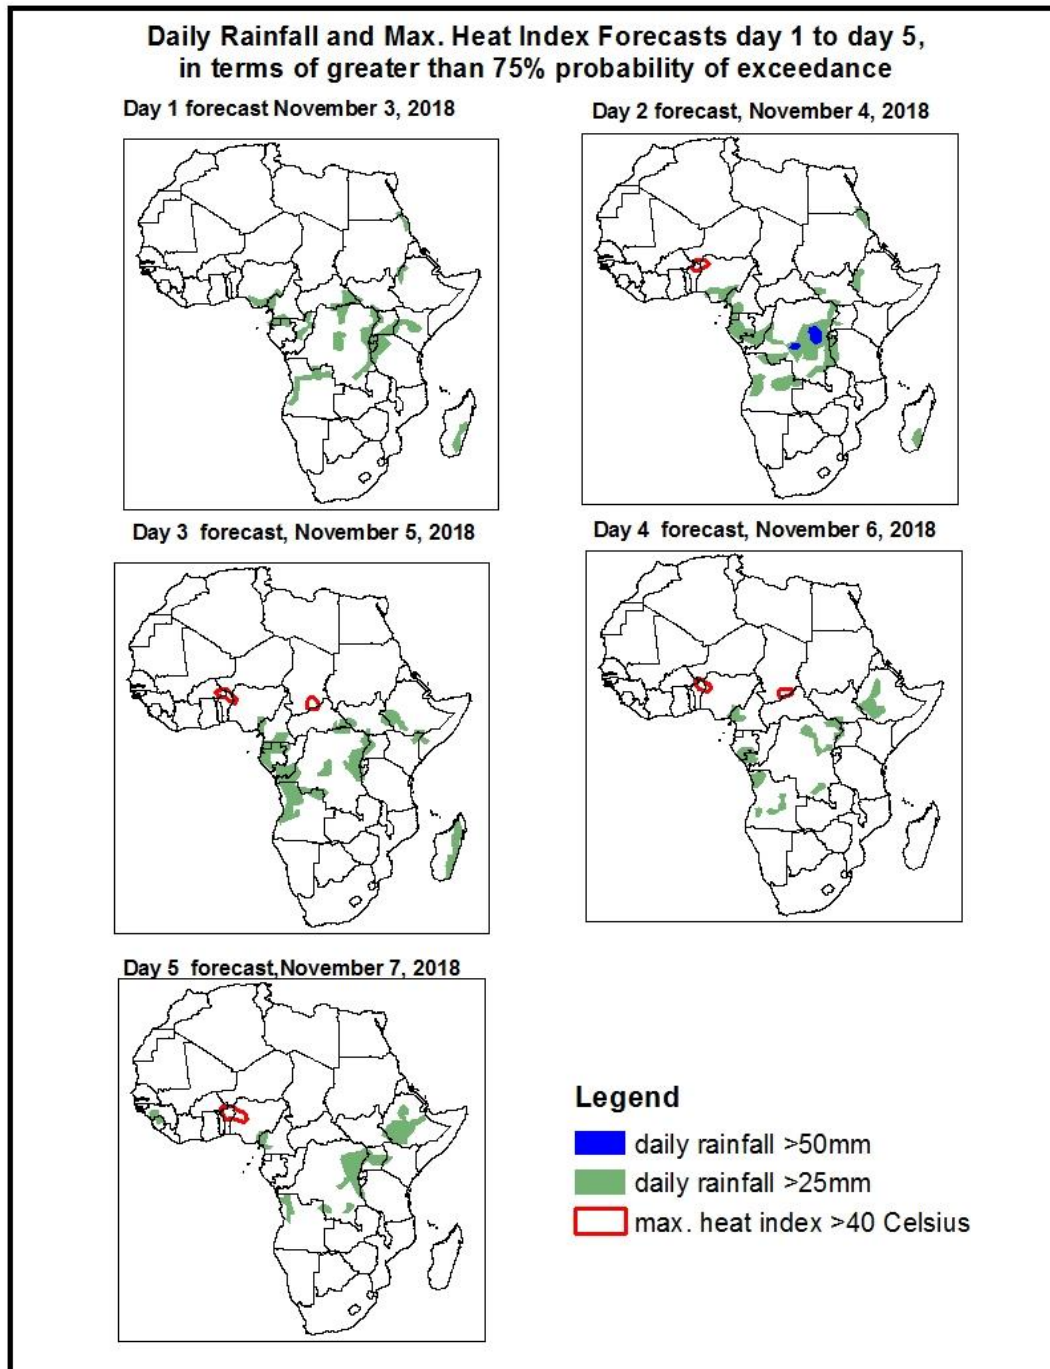 Daily Rainfall and Max. Heat Index Forecasts day 1 to day 5,
in terms of greater than 75% probability of exceedance
Day 1 forecast November 3, 2018
Day 2 forecast, November 4, 2018
Day 3 forecast, November 5, 2018
Day 4 forecast, November 6, 2018
Day 5 forecast,November 7, 2018
Legend
daily rainfall >50mm
daily rainfall >25mm
max. heat index >40 Celsius